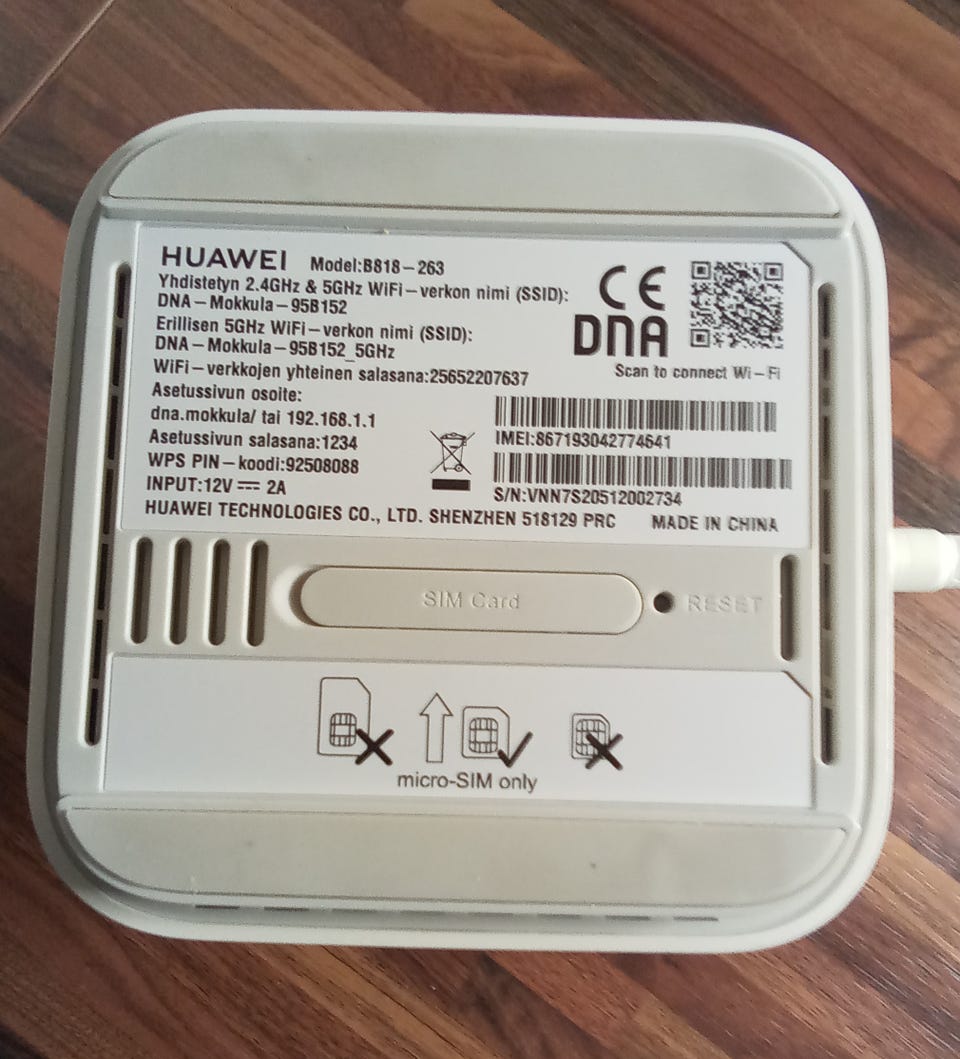 HUAWEI Model:B818-263
Yhdistetyn 2.4GHz & 5GHz WiFi-verkon nimi (SSID):
DNA-Mokkula-95B152
Erillisen 5GHz WiFi-verkon nimi (SSID):
DNA-Mokkula-95B152_5GHz
WiFi-verkkojen yhteinen salasana:25652207637
Asetussivun osoite:
dna.mokkula/ tai 192.168.1.1
Asetussivun salasana:1234
WPS PIN-koodi:92508088
INPUT:12V ⎓ 2A
HUAWEI TECHNOLOGIES CO., LTD. SHENZHEN 518129 PRC MADE IN CHINA
CE
DNA
Scan to connect Wi-Fi
IMEI:867193042774641
S/N:VNN7S20512002734
SIM Card
RESET
micro-SIM only